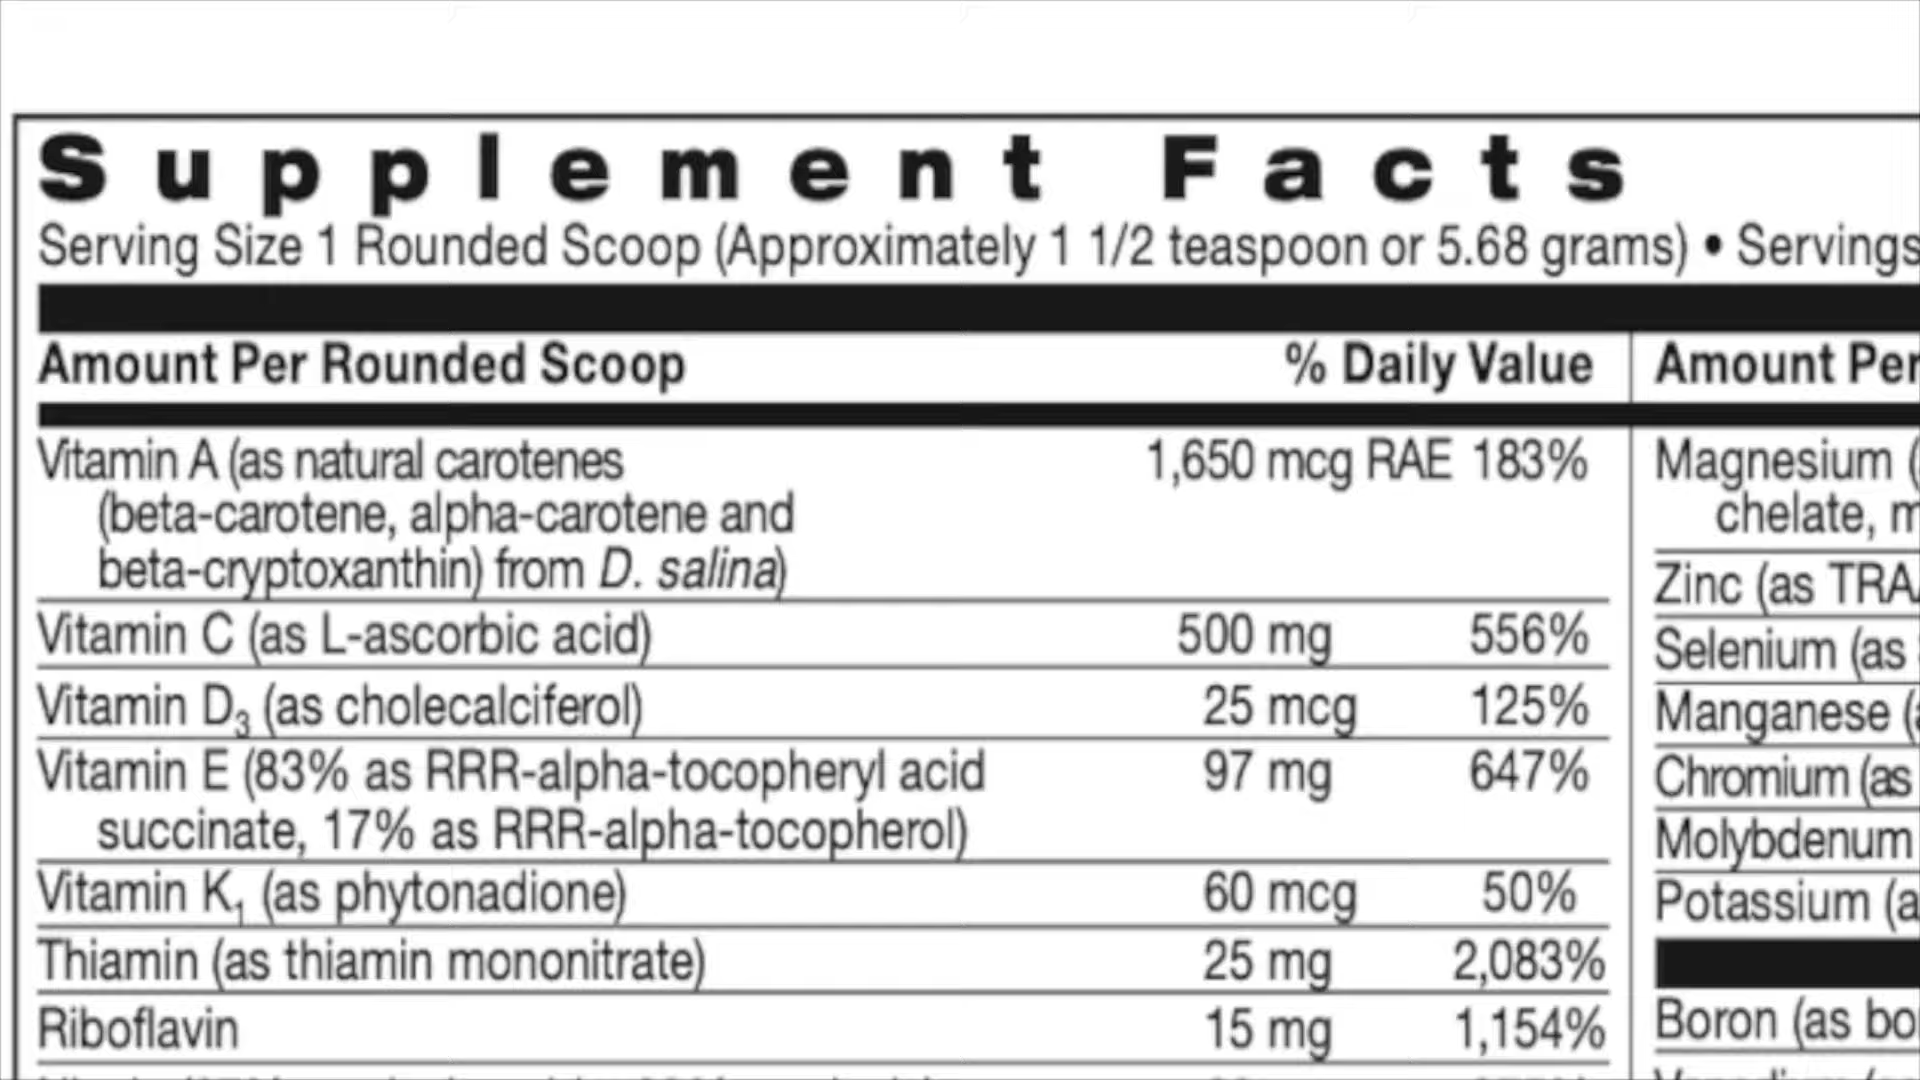 Supplement Facts
Serving Size 1 Rounded Scoop (Approximately 1 1/2 teaspoon or 5.68 grams) • Servings
Amount Per Rounded Scoop % Daily Value
Vitamin A (as natural carotenes 1,650 mcg RAE 183%
(beta-carotene, alpha-carotene and
beta-cryptoxanthin) from D. salina)
Vitamin C (as L-ascorbic acid) 500 mg 556%
Vitamin D₃ (as cholecalciferol) 25 mcg 125%
Vitamin E (83% as RRR-alpha-tocopheryl acid 97 mg 647%
succinate, 17% as RRR-alpha-tocopherol)
Vitamin K₁ (as phytonadione) 60 mcg 50%
Thiamin (as thiamin mononitrate) 25 mg 2,083%
Riboflavin 15 mg 1,154%
Amount Per
Magnesium (
chelate, m
Zinc (as TRAA
Selenium (as
Manganese (a
Chromium (as
Molybdenum
Potassium (a
Boron (as bo